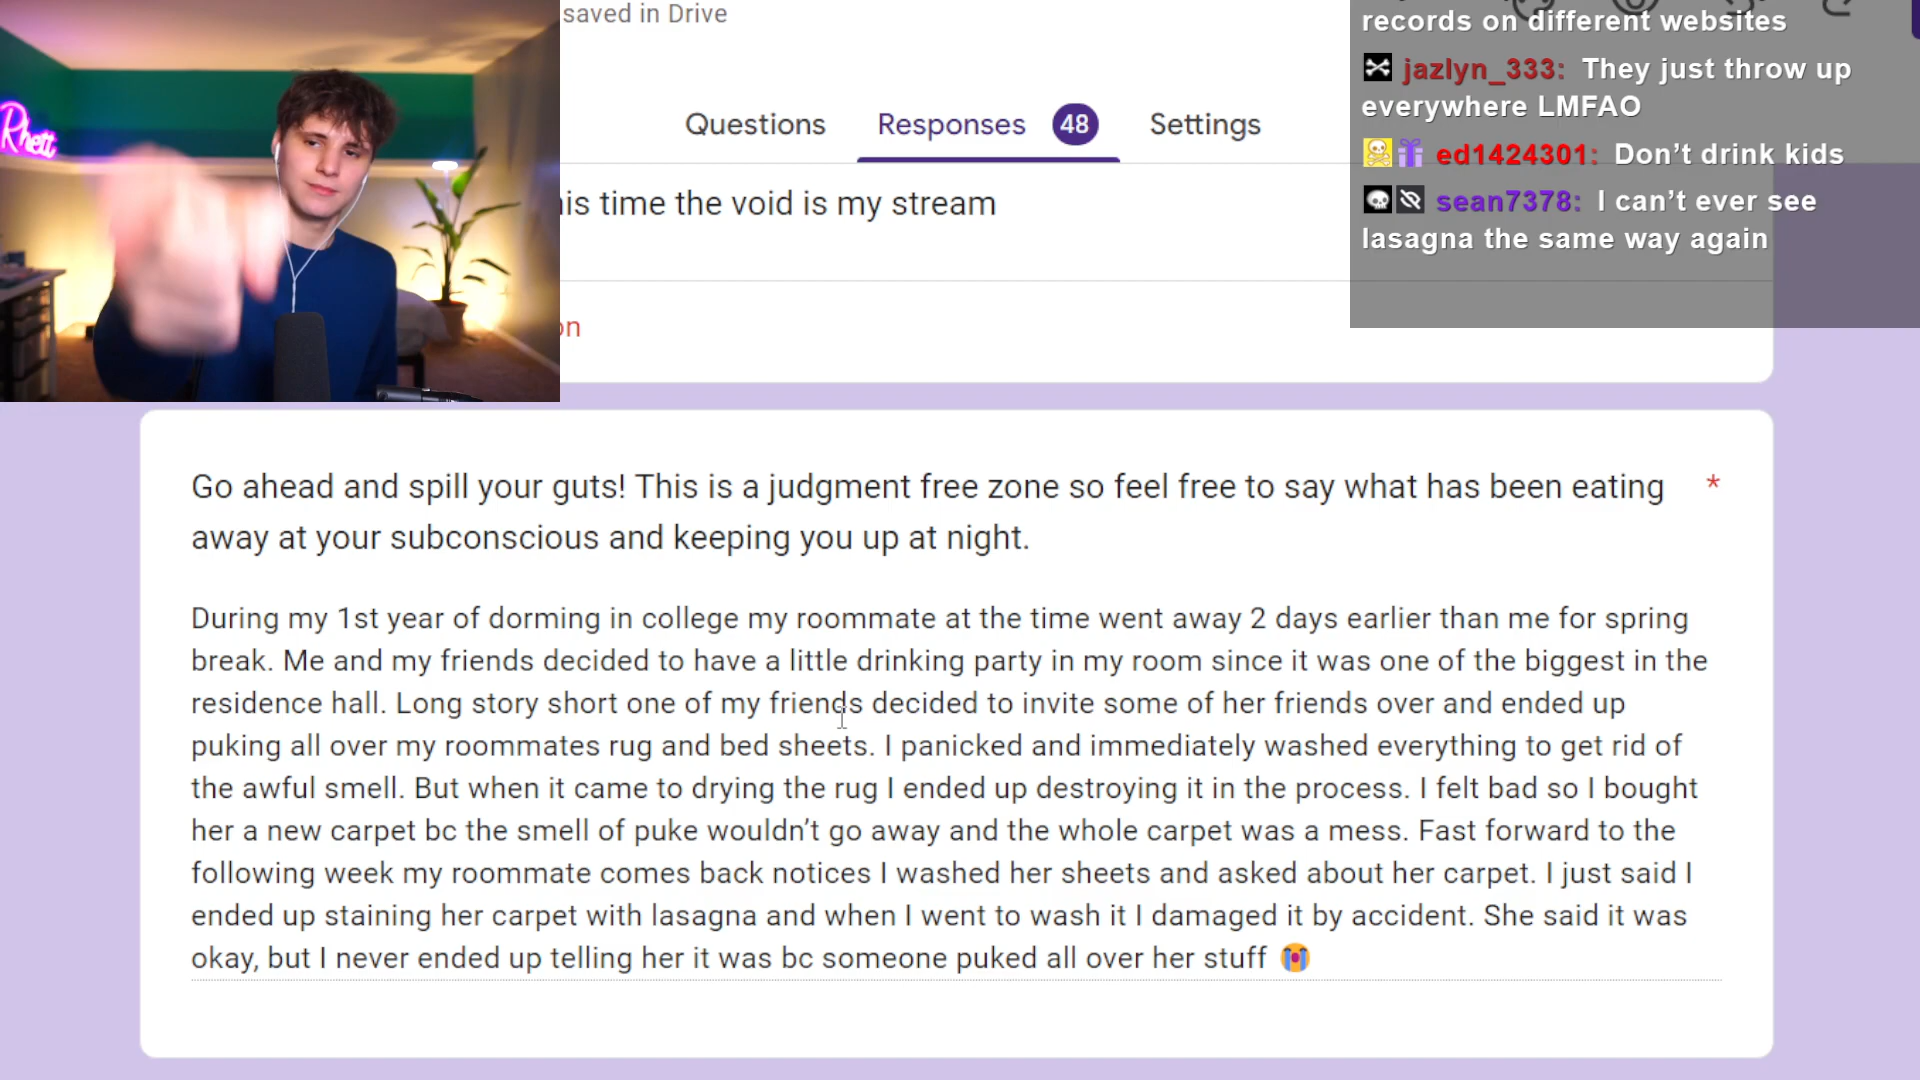 saved in Drive
Rhett
Questions
Responses
48
Settings
is time the void is my stream
on
records on different websites
jazlyn_333: They just throw up
everywhere LMFAO
ed1424301: Don't drink kids
sean7378: I can't ever see
lasagna the same way again
Go ahead and spill your guts! This is a judgment free zone so feel free to say what has been eating *
away at your subconscious and keeping you up at night.
During my 1st year of dorming in college my roommate at the time went away 2 days earlier than me for spring
break. Me and my friends decided to have a little drinking party in my room since it was one of the biggest in the
residence hall. Long story short one of my friends decided to invite some of her friends over and ended up
puking all over my roommates rug and bed sheets. I panicked and immediately washed everything to get rid of
the awful smell. But when it came to drying the rug I ended up destroying it in the process. I felt bad so I bought
her a new carpet bc the smell of puke wouldn't go away and the whole carpet was a mess. Fast forward to the
following week my roommate comes back notices I washed her sheets and asked about her carpet. I just said I
ended up staining her carpet with lasagna and when I went to wash it I damaged it by accident. She said it was
okay, but I never ended up telling her it was bc someone puked all over her stuff 😭